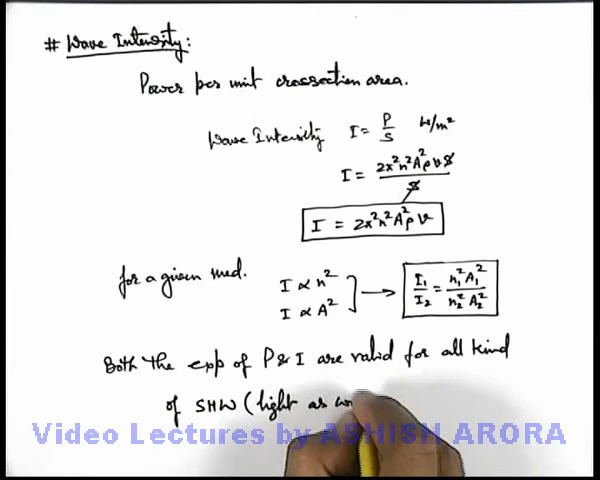 # Wave Intensity:
Power per unit crossection area.
Wave Intensity I = P/S W/m²
I = 2π²n²A²ρvS/S
I = 2π²n²A²ρv
for a given med. I ∝ n²
I ∝ A²
→ I₁/I₂ = n₁²A₁²/n₂²A₂²
Both the exp of P & I are valid for all kind
of SHW (light as
Video Lectures by ASHISH ARORA